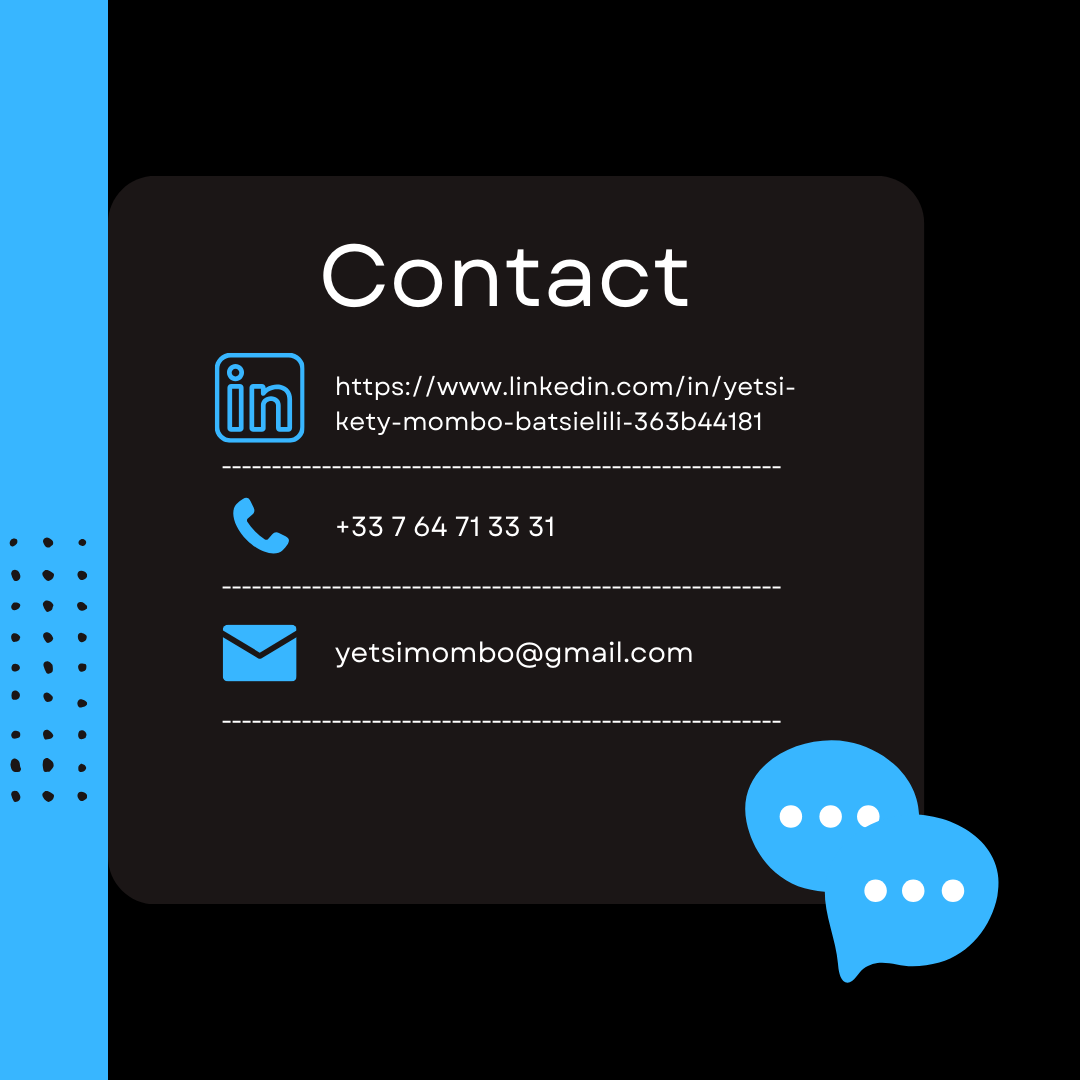 Contact
in
https://www.linkedin.com/in/yetsi-
kety-mombo-batsielili-363b44181
--------------------------------------------------------
+33 7 64 71 33 31
--------------------------------------------------------
yetsimombo@gmail.com
--------------------------------------------------------